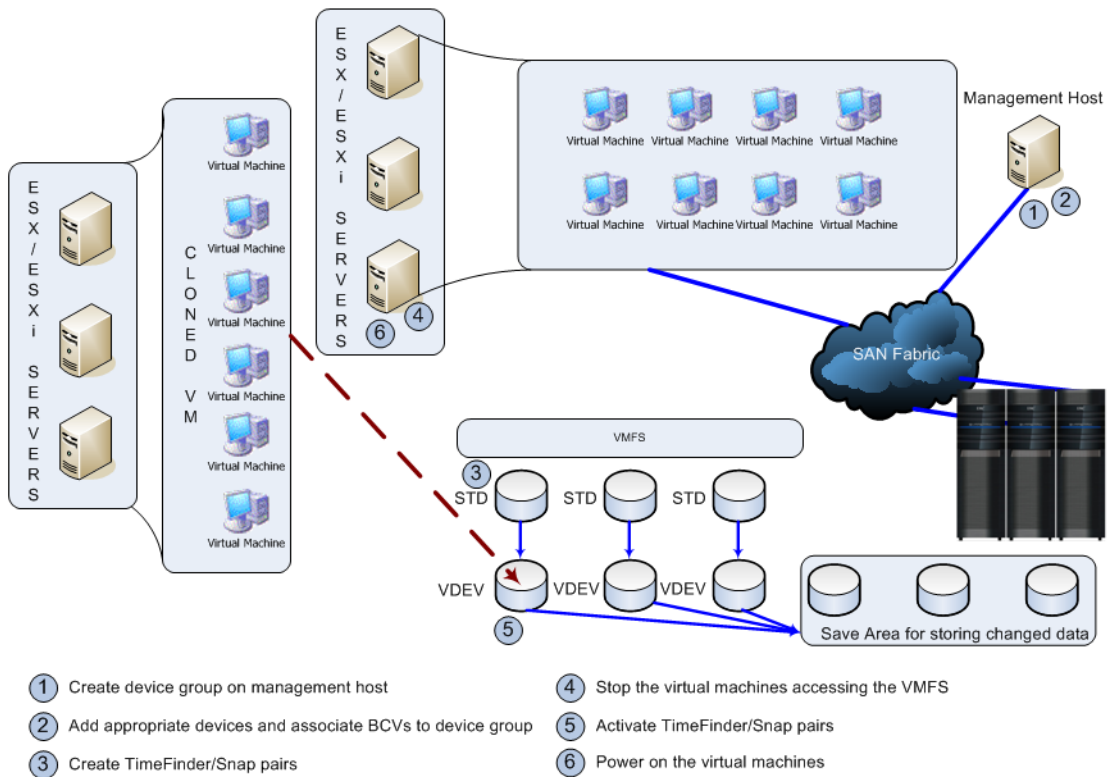 ESX/ESXi SERVERS
Management Host
Virtual Machine
Virtual Machine
Virtual Machine
Virtual Machine
Virtual Machine
Virtual Machine
Virtual Machine
Virtual Machine
1
2
ESX/ESXi SERVERS
CLONED VM
Virtual Machine
Virtual Machine
Virtual Machine
Virtual Machine
Virtual Machine
Virtual Machine
6
4
SAN Fabric
VMFS
3
STD
STD
STD
VDEV
VDEV
VDEV
5
Save Area for storing changed data
1 Create device group on management host
2 Add appropriate devices and associate BCVs to device group
3 Create TimeFinder/Snap pairs
4 Stop the virtual machines accessing the VMFS
5 Activate TimeFinder/Snap pairs
6 Power on the virtual machines